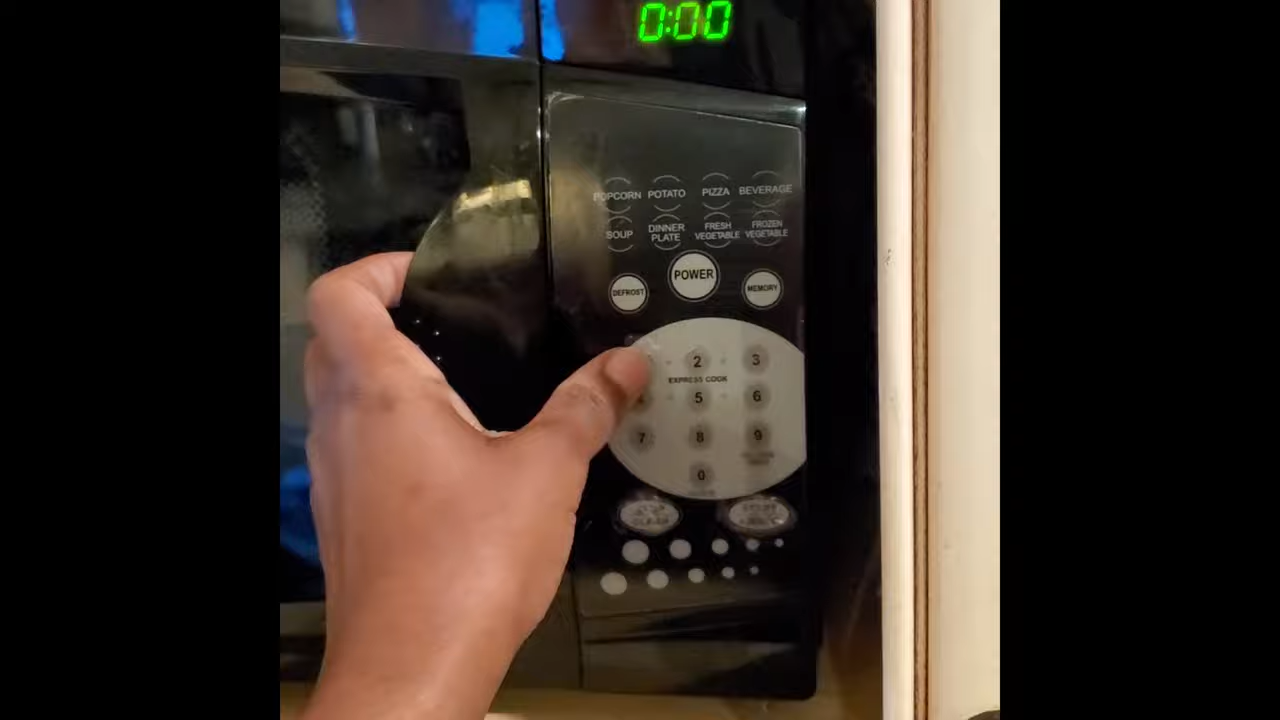 0:00
POPCORN POTATO PIZZA BEVERAGE
SOUP DINNER PLATE FRESH VEGETABLE FROZEN VEGETABLE
POWER
DEFROST MEMORY
2 3
EXPRESS COOK
5 6
7 8 9
0